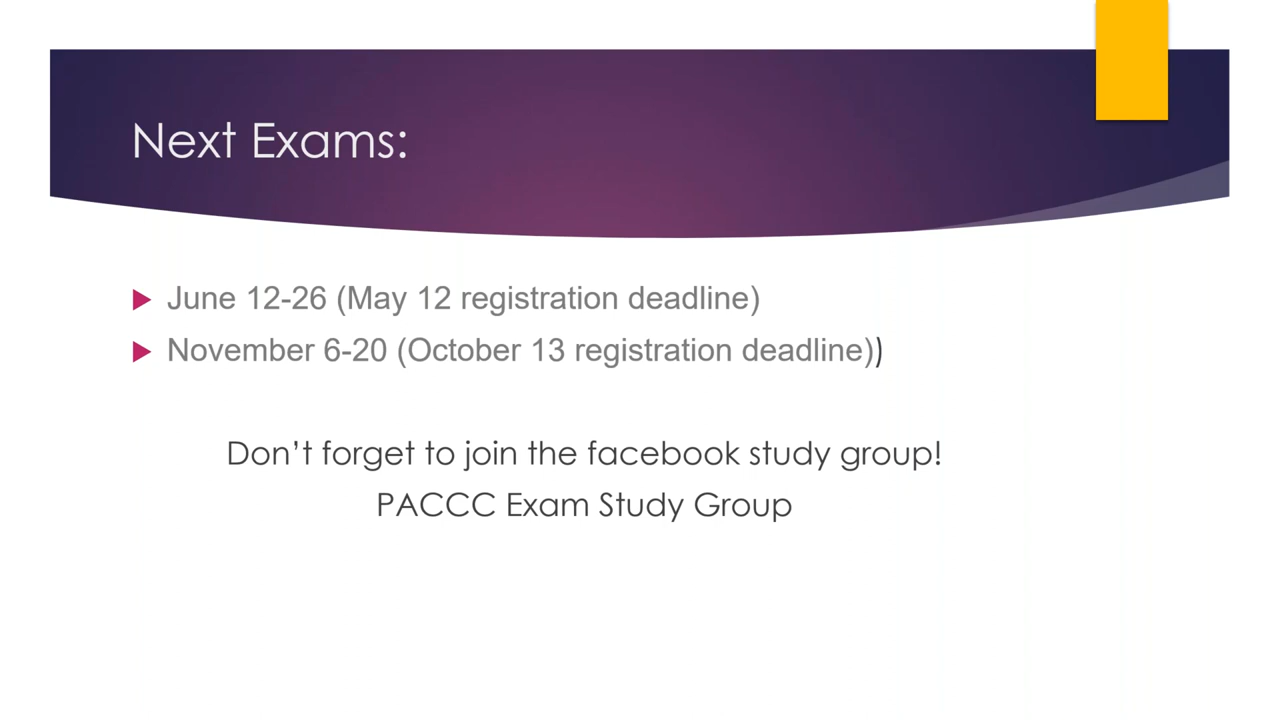 Next Exams:
June 12-26 (May 12 registration deadline)
November 6-20 (October 13 registration deadline))
Don’t forget to join the facebook study group!
PACCC Exam Study Group